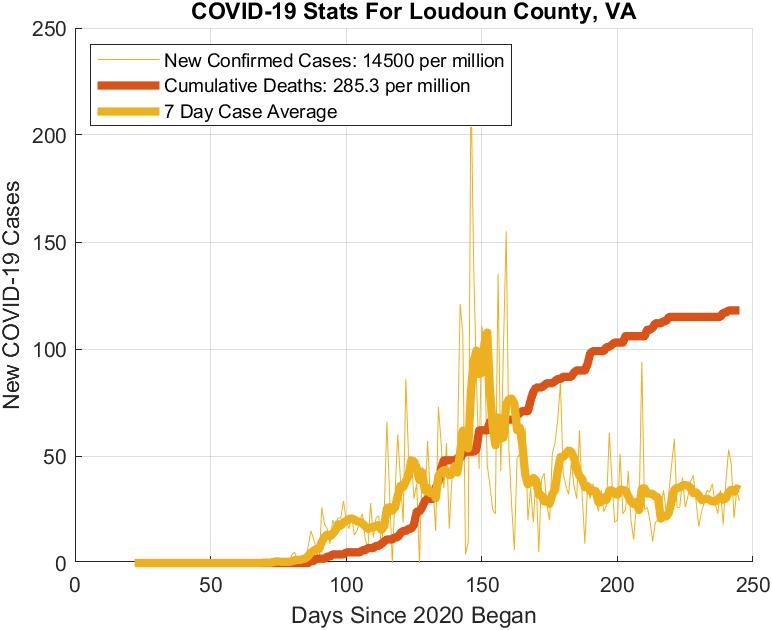 COVID-19 Stats For Loudoun County, VA
250
New Confirmed Cases: 14500 per million
Cumulative Deaths: 285.3 per million
7 Day Case Average
200
150
100
50
0
New COVID-19 Cases
0 50 100 150 200 250
Days Since 2020 Began